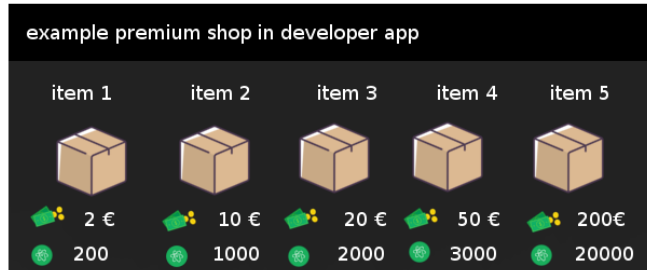 example premium shop in developer app
item 1 item 2 item 3 item 4 item 5
2 € 10 € 20 € 50 € 200€
200 1000 2000 3000 20000